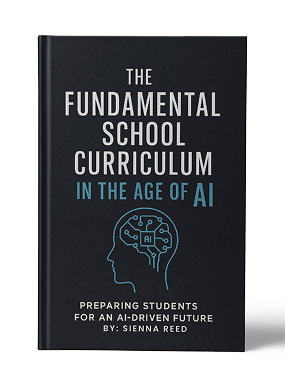 THE
FUNDAMENTAL
SCHOOL
CURRICULUM
IN THE AGE OF AI
AI
PREPARING STUDENTS
FOR AN AI-DRIVEN FUTURE
BY: SIENNA REED